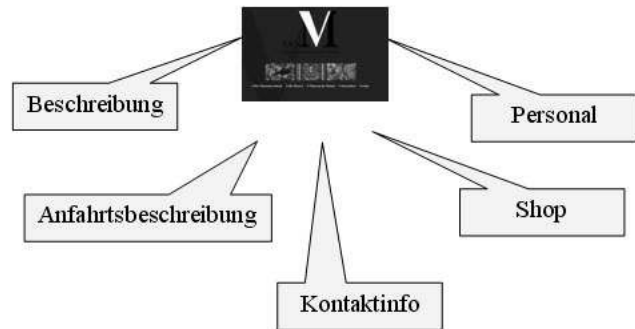 M
Beschreibung
Personal
Anfahrtsbeschreibung
Shop
Kontaktinfo